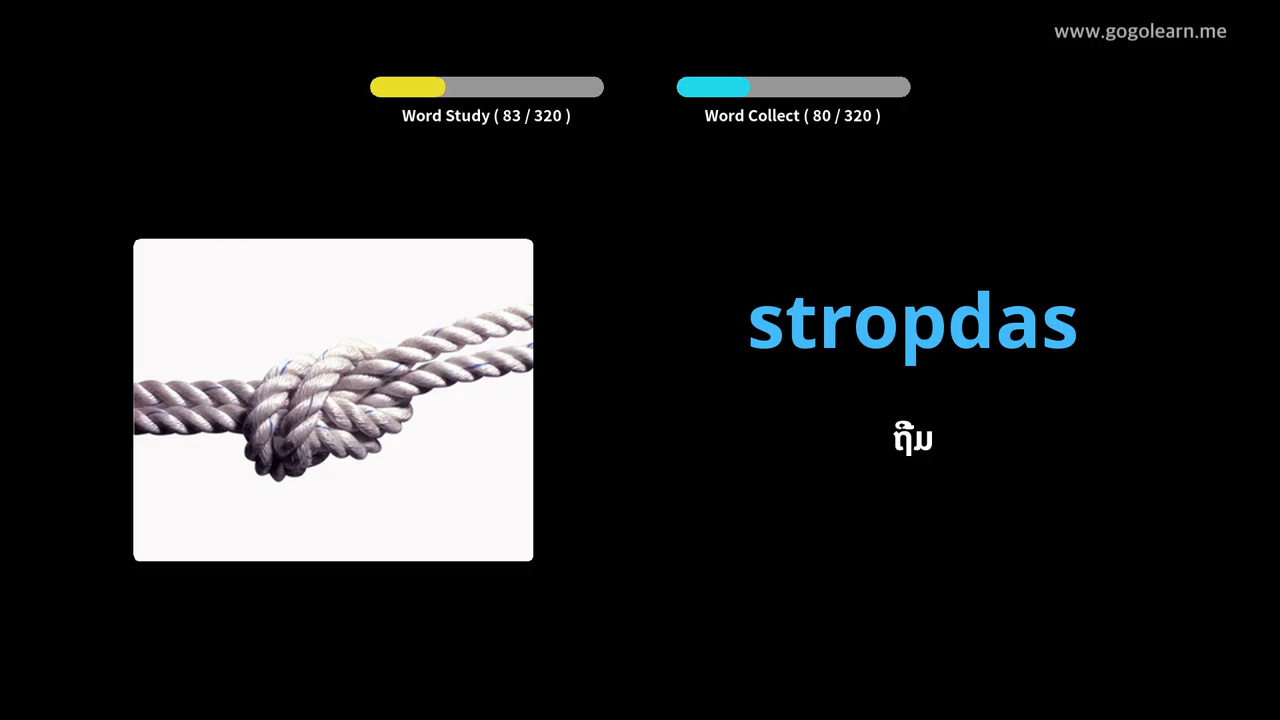 www.gogolearn.me
Word Study ( 83 / 320 )
Word Collect ( 80 / 320 )
stropdas
ຖີ້ມ